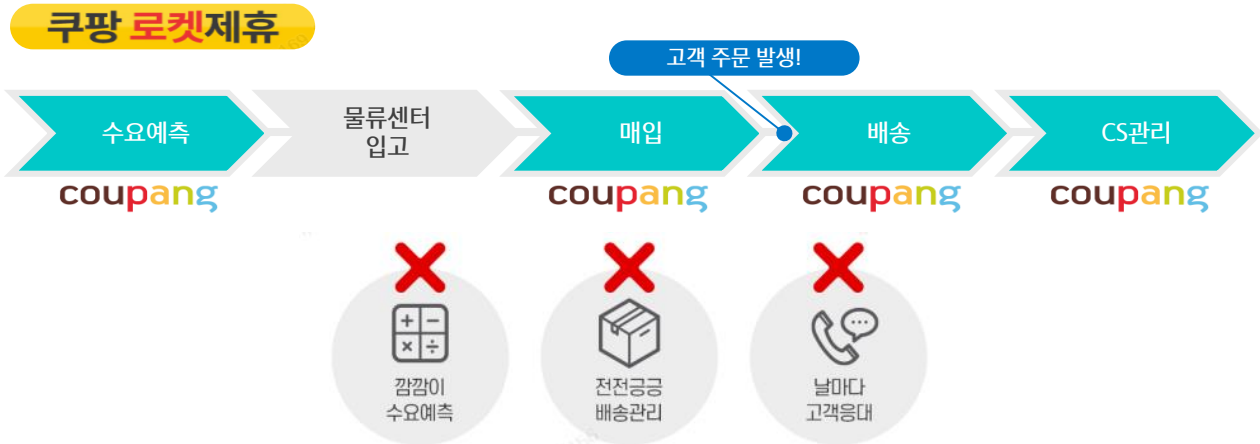 쿠팡 로켓제휴
고객 주문 발생!
수요예측
물류센터
입고
매입
배송
CS관리
coupang
coupang
coupang
coupang
깜깜이
수요예측
전전긍긍
배송관리
날마다
고객응대